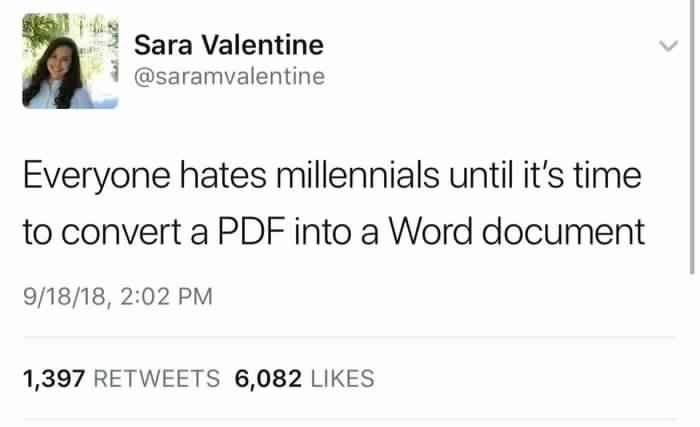 Sara Valentine
@saramvalentine
Everyone hates millennials until it's time
to convert a PDF into a Word document
9/18/18, 2:02 PM
1,397 RETWEETS 6,082 LIKES